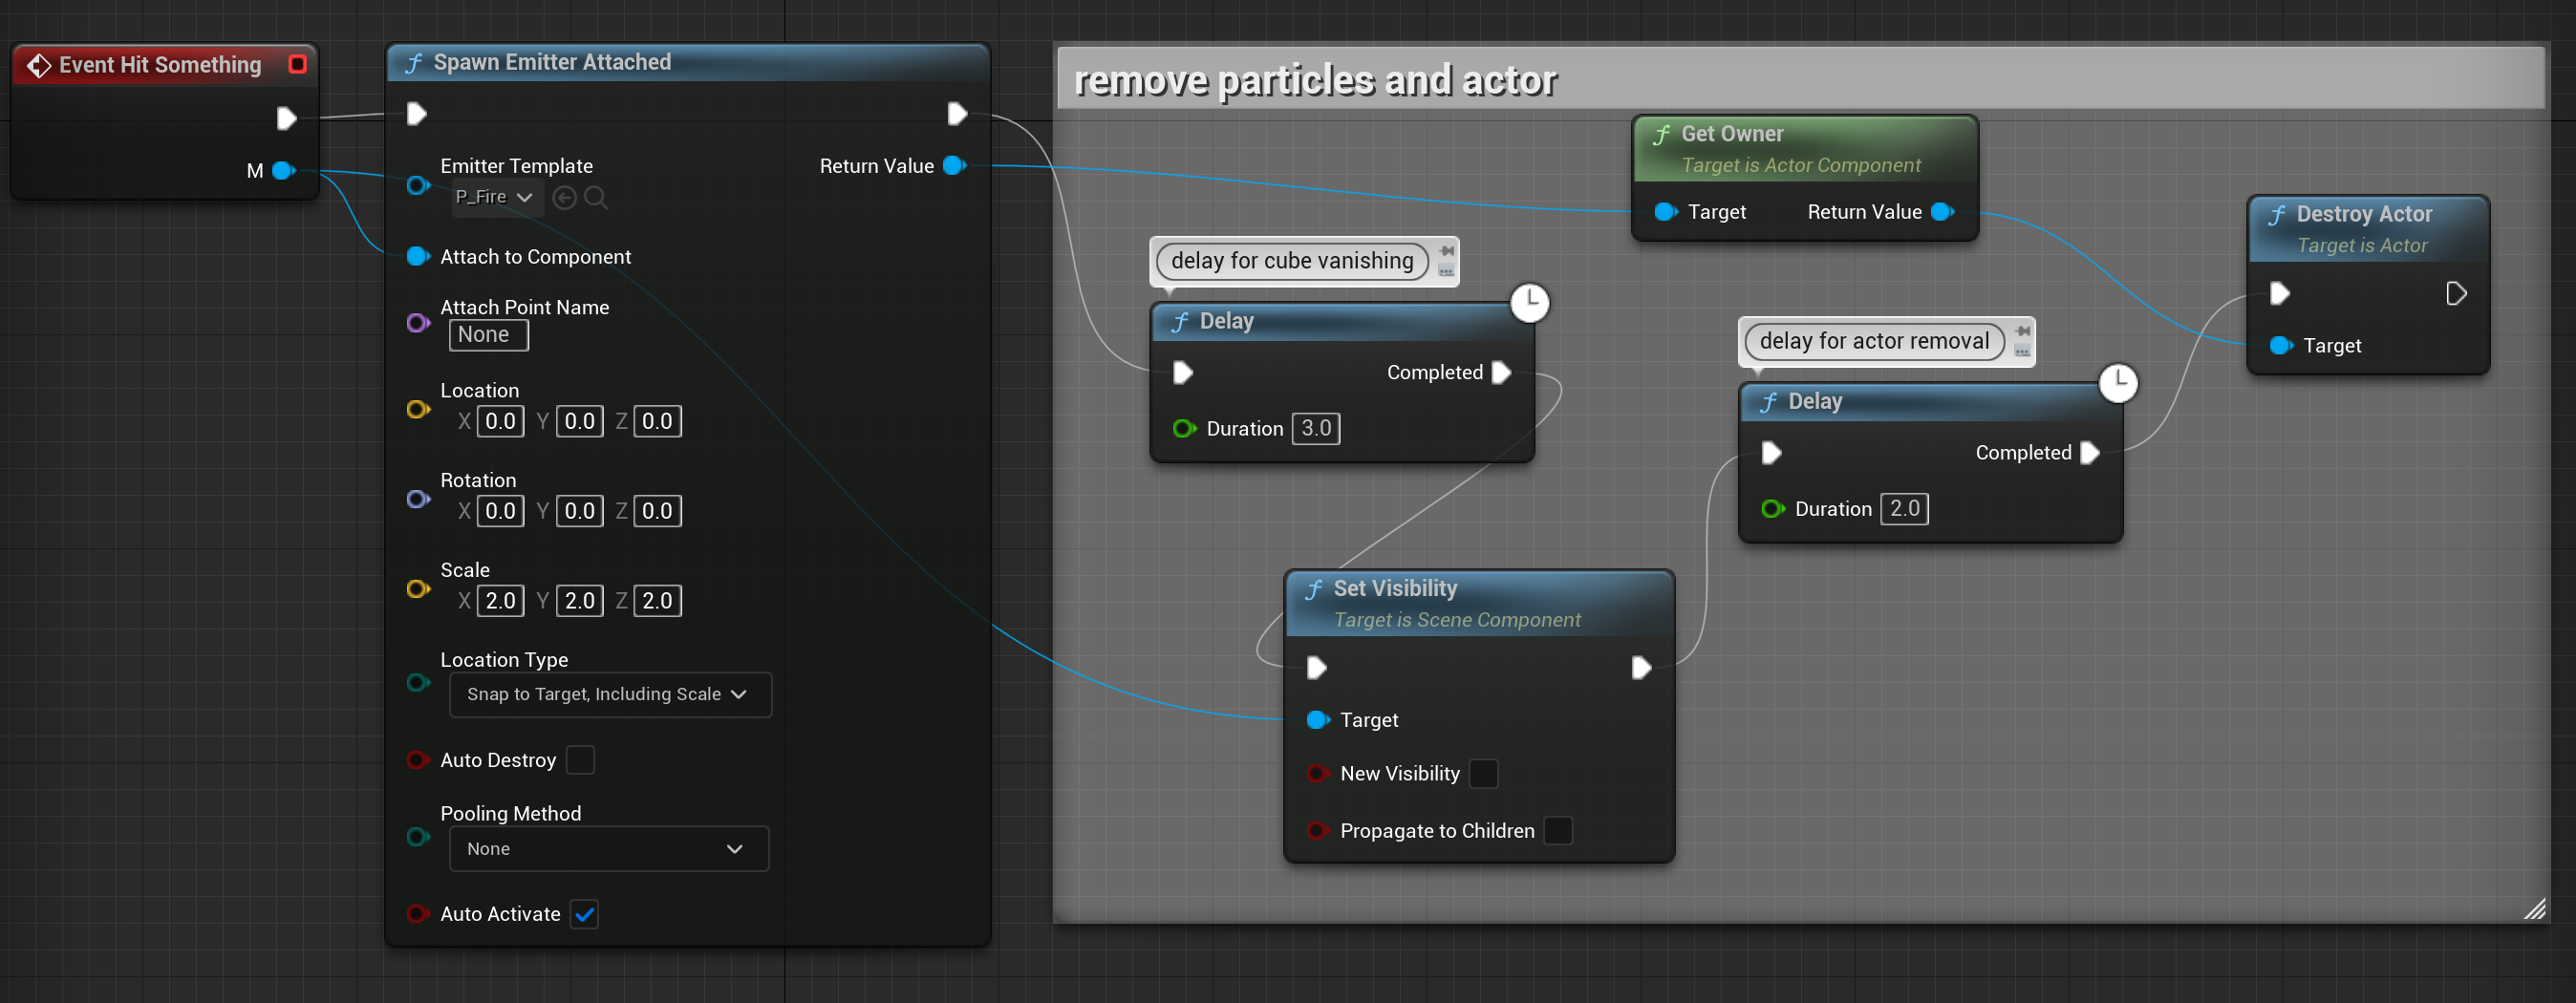 Event Hit Something
M
Spawn Emitter Attached
Emitter Template
P_Fire
Return Value
Attach to Component
Attach Point Name
None
Location
X 0.0 Y 0.0 Z 0.0
Rotation
X 0.0 Y 0.0 Z 0.0
Scale
X 2.0 Y 2.0 Z 2.0
Location Type
Snap to Target, Including Scale
Auto Destroy
Pooling Method
None
Auto Activate
remove particles and actor
delay for cube vanishing
Delay
Completed
Duration 3.0
Set Visibility
Target is Scene Component
Target
New Visibility
Propagate to Children
Get Owner
Target is Actor Component
Target Return Value
delay for actor removal
Delay
Completed
Duration 2.0
Destroy Actor
Target is Actor
Target